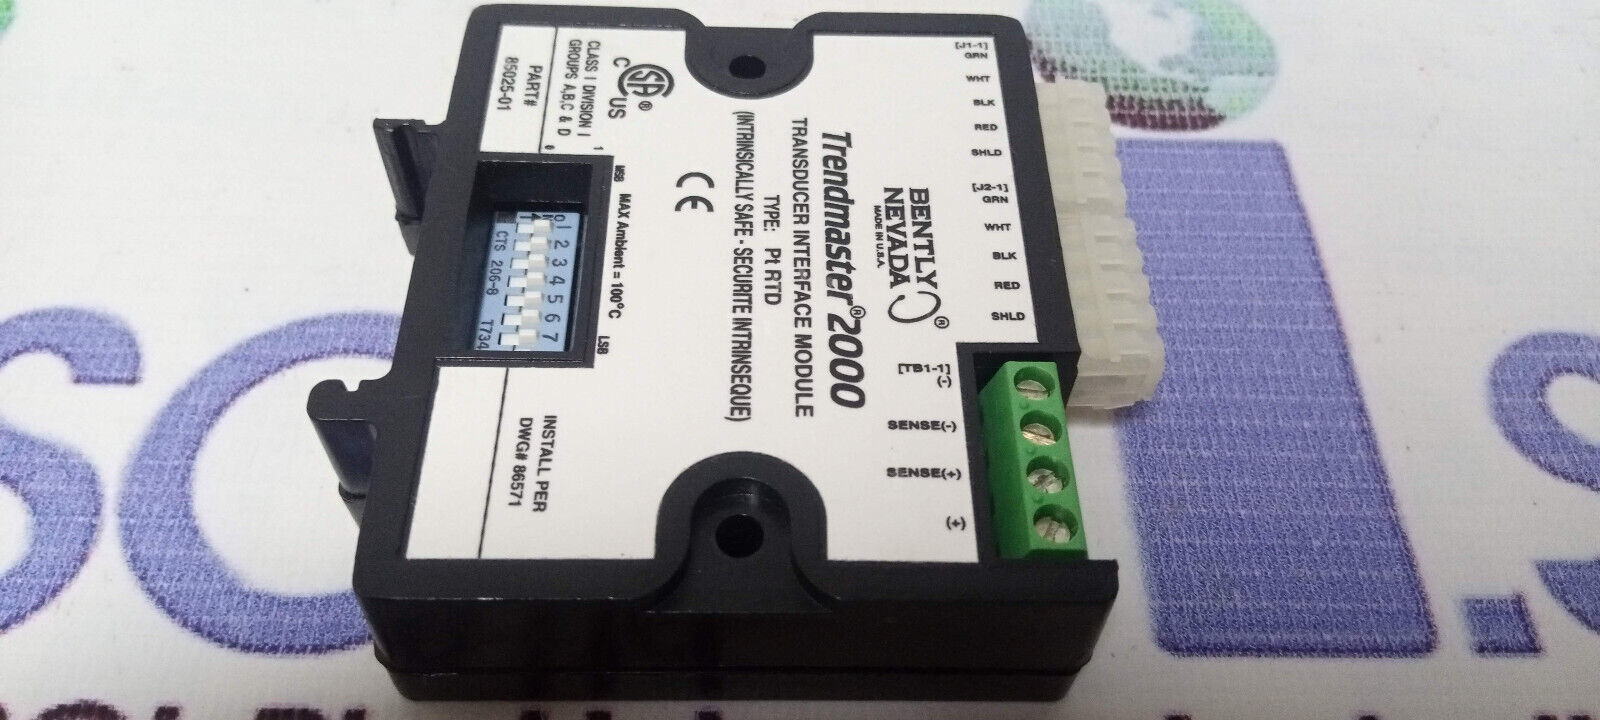 BENTLY
NEVADA
®
MADE IN U.S.A.
Trendmaster® 2000
TRANSDUCER INTERFACE MODULE
TYPE: Pt RTD
(INTRINSICALLY SAFE - SECURITE INTRINSEQUE)
CE
C SA ® US
CLASS I DIVISION I
GROUPS A,B,C & D
PART#
85025-01
MAX Ambient = 100°C
MSB
LSB
1
0
1 2 3 4 5 6 7
CTS 206-8 T734
INSTALL PER
DWG# 86571
[J1-1]
GRN
WHT
BLK
RED
SHLD
[J2-1]
GRN
WHT
BLK
RED
SHLD
[TB1-1]
(-)
SENSE(-)
SENSE(+)
(+)